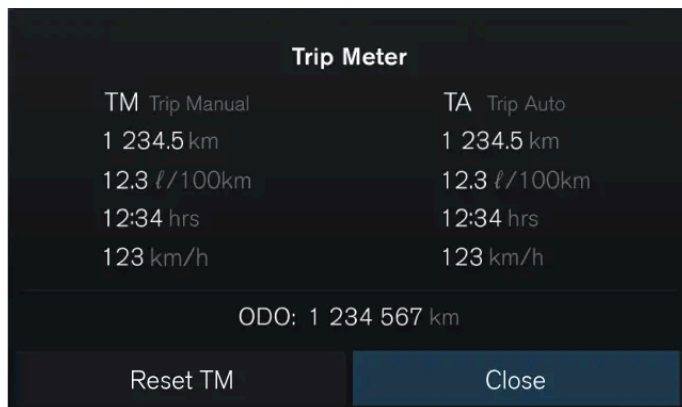 Trip Meter
TM Trip Manual
1 234.5 km
12.3 ℓ/100km
12:34 hrs
123 km/h
TA Trip Auto
1 234.5 km
12.3 ℓ/100km
12:34 hrs
123 km/h
ODO: 1 234 567 km
Reset TM
Close